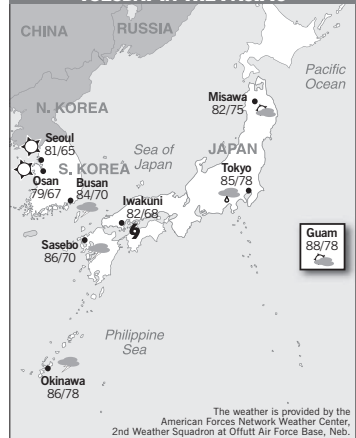 CHINA
RUSSIA
Pacific
Ocean
N. KOREA
Misawa
82/75
Seoul
81/65
Sea of
Japan
JAPAN
S. KOREA
Tokyo
85/78
Osan
79/67
Busan
84/70
Iwakuni
82/68
Guam
88/78
Sasebo
86/70
Philippine
Sea
Okinawa
86/78
The weather is provided by the
American Forces Network Weather Center,
2nd Weather Squadron at Offutt Air Force Base, Neb.